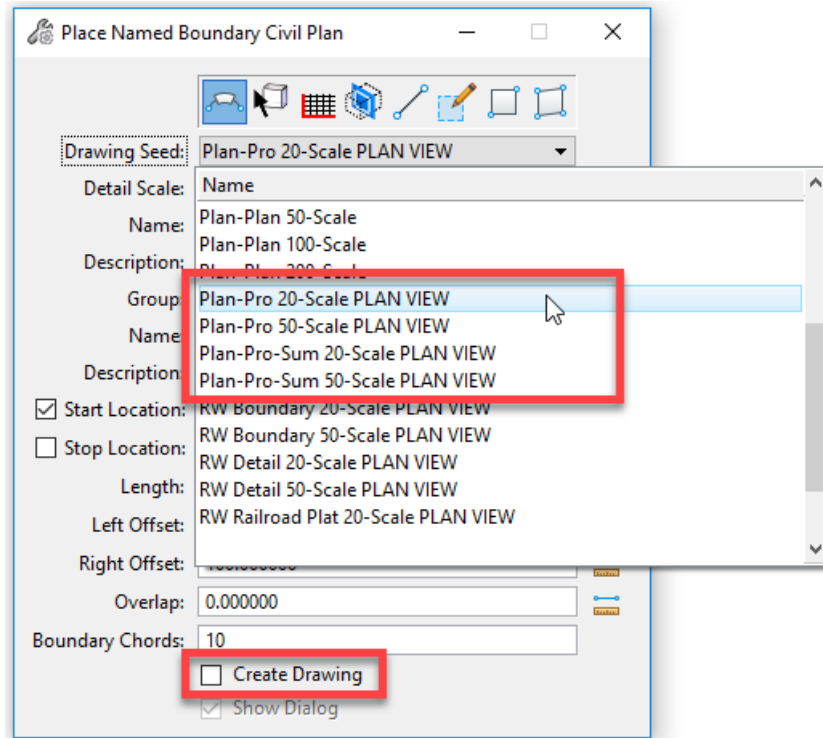 Place Named Boundary Civil Plan
Drawing Seed: Plan-Pro 20-Scale PLAN VIEW
Detail Scale: Name
Name: Plan-Plan 50-Scale
Plan-Plan 100-Scale
Description: Plan-Plan 200-Scale
Group: Plan-Pro 20-Scale PLAN VIEW
Name Plan-Pro 50-Scale PLAN VIEW
Plan-Pro-Sum 20-Scale PLAN VIEW
Description: Plan-Pro-Sum 50-Scale PLAN VIEW
Start Location: RW Boundary 20-Scale PLAN VIEW
RW Boundary 50-Scale PLAN VIEW
Stop Location:
RW Detail 20-Scale PLAN VIEW
Length: RW Detail 50-Scale PLAN VIEW
Left Offset: RW Railroad Plat 20-Scale PLAN VIEW
Right Offset:
Overlap: 0.000000
Boundary Chords: 10
Create Drawing
Show Dialog